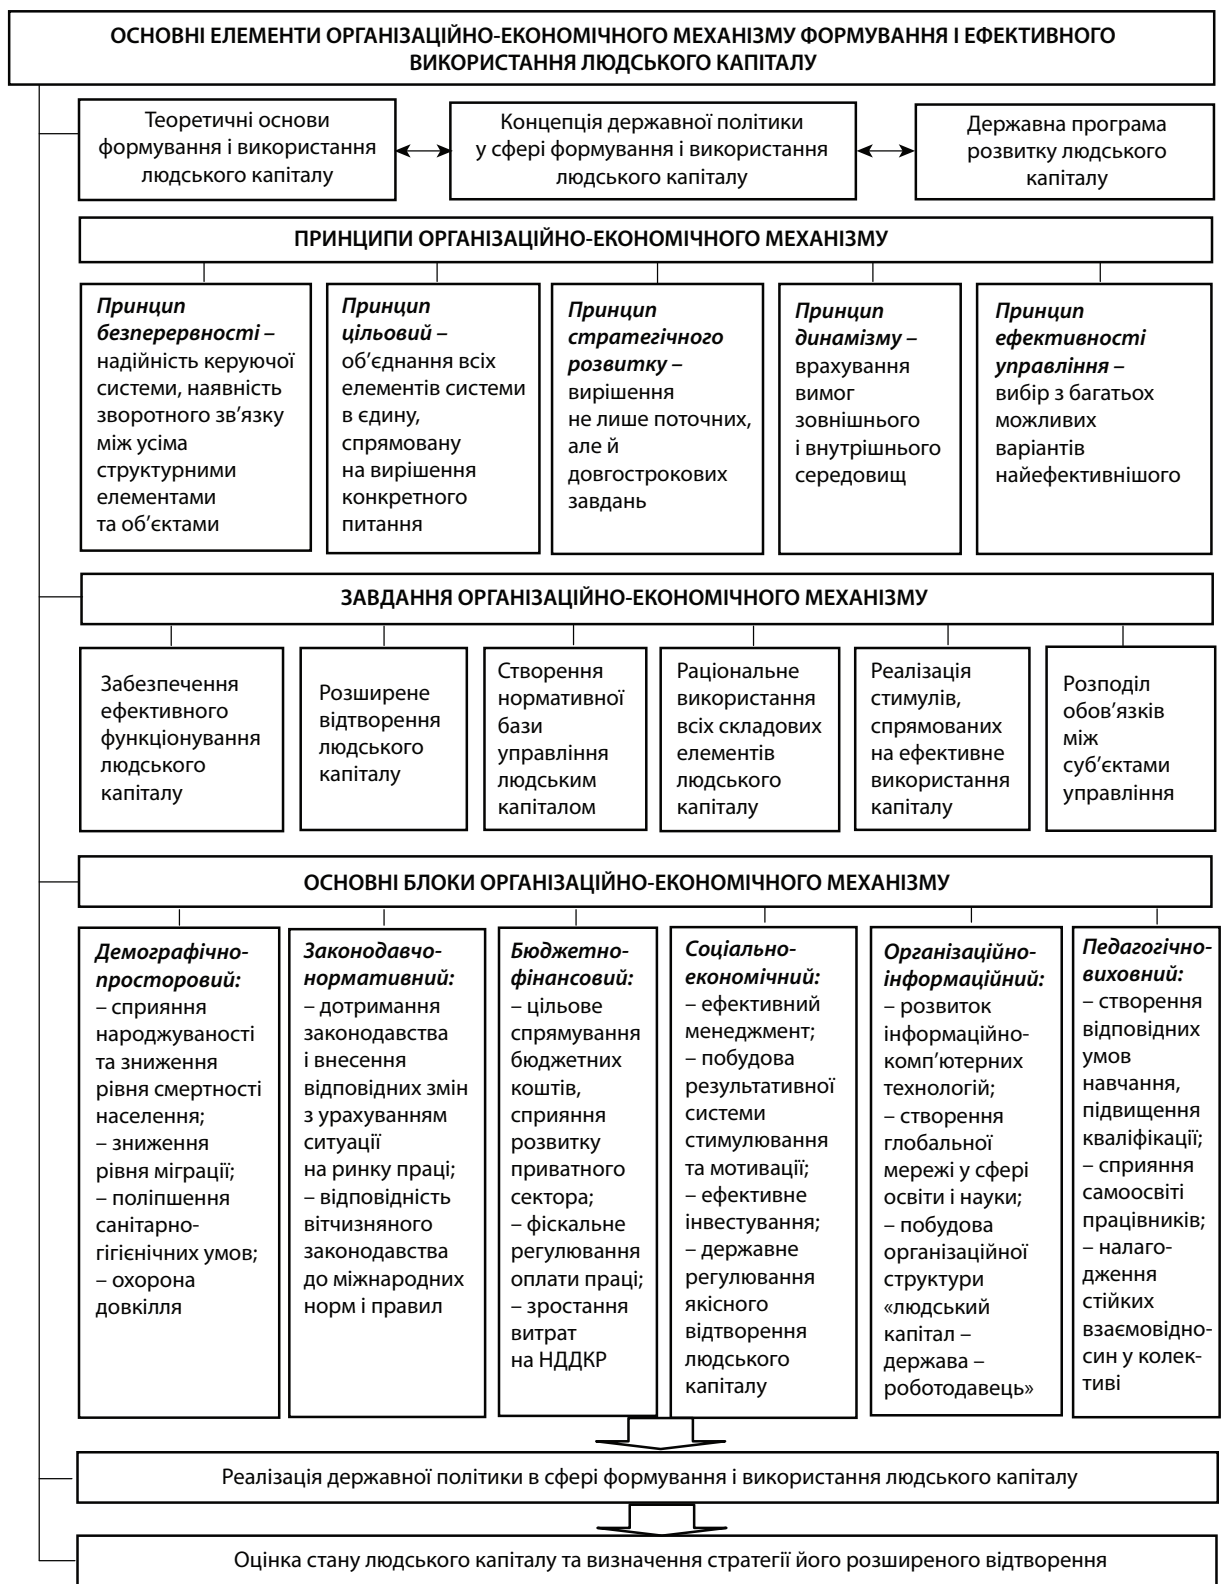 ОСНОВНІ ЕЛЕМЕНТИ ОРГАНІЗАЦІЙНО-ЕКОНОМІЧНОГО МЕХАНІЗМУ ФОРМУВАННЯ І ЕФЕКТИВНОГО
ВИКОРИСТАННЯ ЛЮДСЬКОГО КАПІТАЛУ
Теоретичні основи
формування і використання
людського капіталу
Концепція державної політики
у сфері формування і використання
людського капіталу
Державна програма
розвитку людського
капіталу
ПРИНЦИПИ ОРГАНІЗАЦІЙНО-ЕКОНОМІЧНОГО МЕХАНІЗМУ
Принцип
безперервності –
надійність керуючої
системи, наявність
зворотного зв’язку
між усіма
структурними
елементами
та об’єктами
Принцип
цільовий –
об’єднання всіх
елементів системи
в єдину,
спрямовану
на вирішення
конкретного
питання
Принцип
стратегічного
розвитку –
вирішення
не лише поточних,
але й
довгострокових
завдань
Принцип
динамізму –
врахування
вимог
зовнішнього
і внутрішнього
середовищ
Принцип
ефективності
управління –
вибір з багатьох
можливих
варіантів
найефективнішого
ЗАВДАННЯ ОРГАНІЗАЦІЙНО-ЕКОНОМІЧНОГО МЕХАНІЗМУ
Забезпечення
ефективного
функціонування
людського
капіталу
Розширене
відтворення
людського
капіталу
Створення
нормативної
бази
управління
людським
капіталом
Раціональне
використання
всіх складових
елементів
людського
капіталу
Реалізація
стимулів,
спрямованих
на ефективне
використання
капіталу
Розподіл
обов’язків
між
суб’єктами
управління
ОСНОВНІ БЛОКИ ОРГАНІЗАЦІЙНО-ЕКОНОМІЧНОГО МЕХАНІЗМУ
Демографічно-
просторовий:
– сприяння
народжуваності
та зниження
рівня смертності
населення;
– зниження
рівня міграції;
– поліпшення
санітарно-
гігієнічних умов;
– охорона
довкілля
Законодавчо-
нормативний:
– дотримання
законодавства
і внесення
відповідних змін
з урахуванням
ситуації
на ринку праці;
– відповідність
вітчизняного
законодавства
до міжнародних
норм і правил
Бюджетно-
фінансовий:
– цільове
спрямування
бюджетних
коштів,
сприяння
розвитку
приватного
сектора;
– фіскальне
регулювання
оплати праці;
– зростання
витрат
на НДДКР
Соціально-
економічний:
– ефективний
менеджмент;
– побудова
результативної
системи
стимулювання
та мотивації;
– ефективне
інвестування;
– державне
регулювання
якісного
відтворення
людського
капіталу
Організаційно-
інформаційний:
– розвиток
інформаційно-
комп’ютерних
технологій;
– створення
глобальної
мережі у сфері
освіти і науки;
– побудова
організаційної
структури
«людський
капітал –
держава –
роботодавець»
Педагогічно-
виховний:
– створення
відповідних
умов
навчання,
підвищення
кваліфікації;
– сприяння
самоосвіті
працівників;
– налаго-
дження
стійких
взаємовідно-
син у колек-
тиві
Реалізація державної політики в сфері формування і використання людського капіталу
Оцінка стану людського капіталу та визначення стратегії його розширеного відтворення